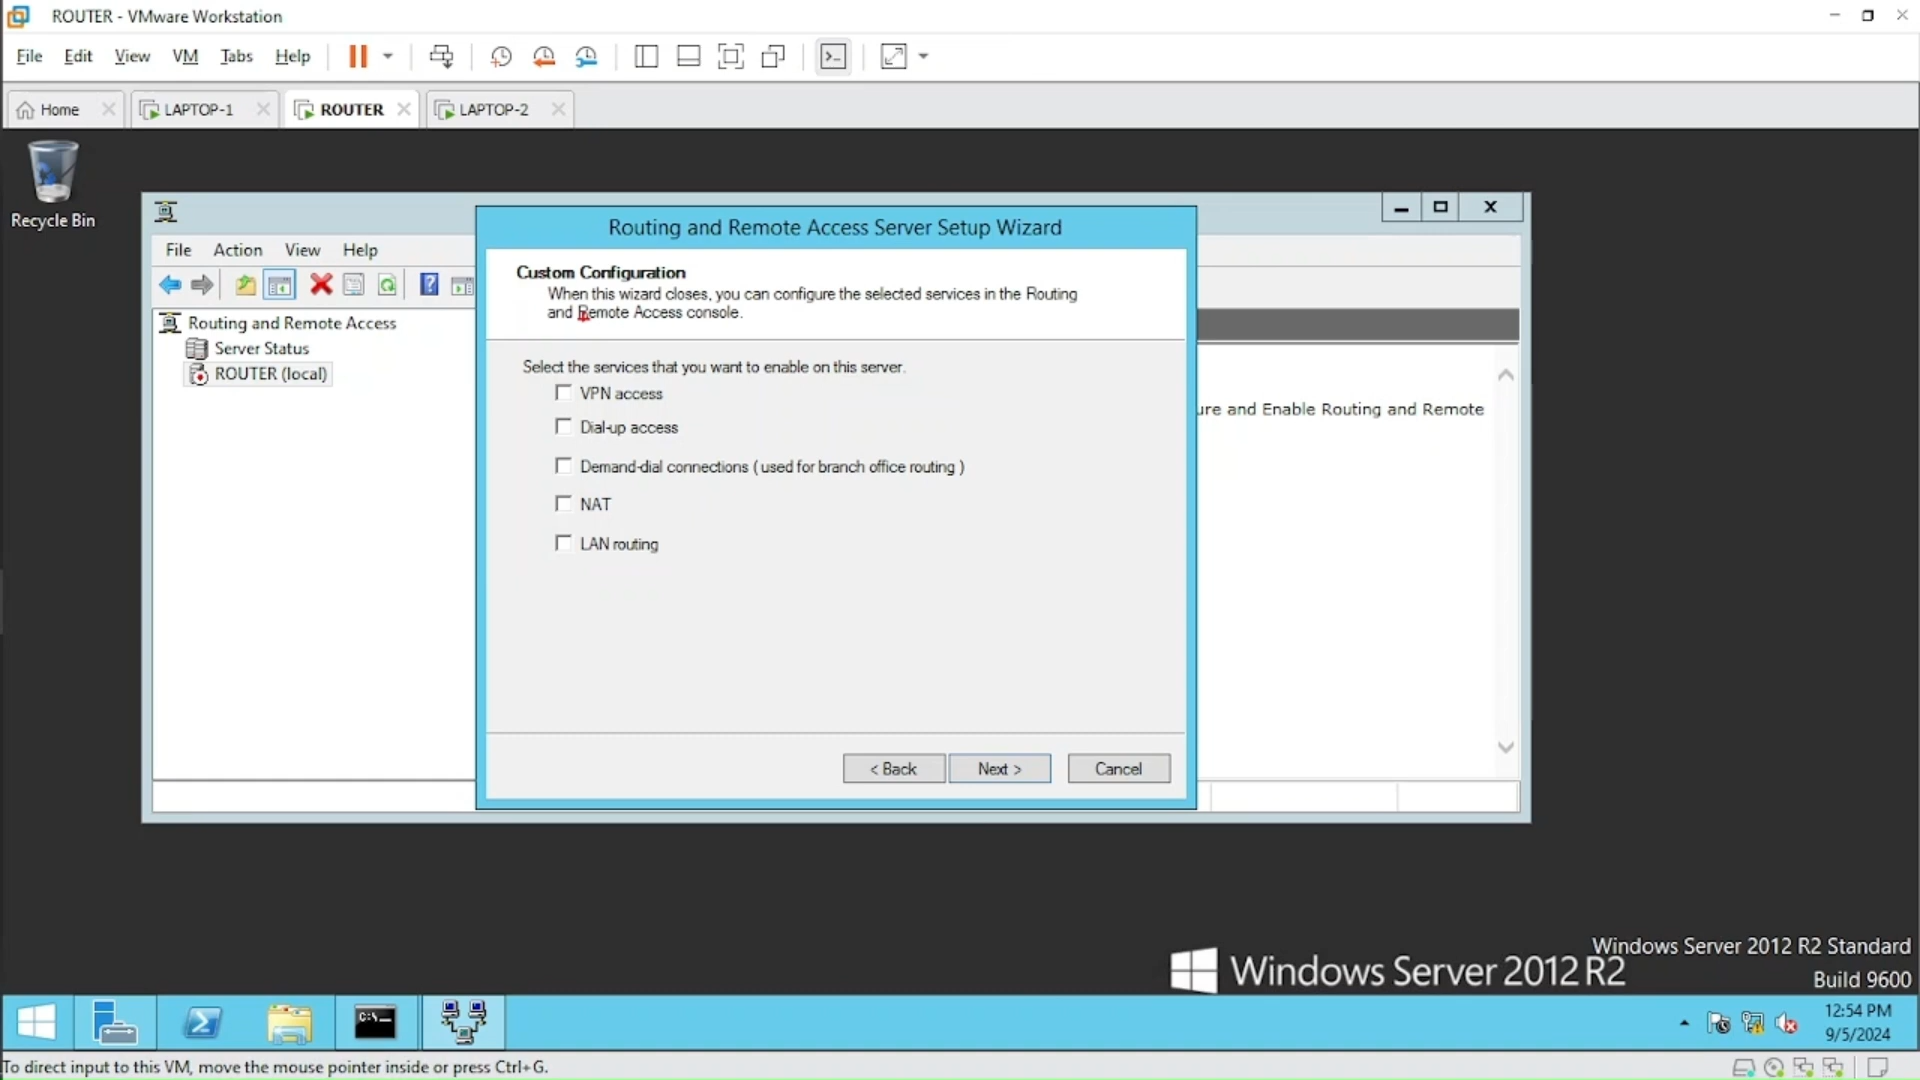 ROUTER - VMware Workstation
File Edit View VM Tabs Help
Home LAPTOP-1 ROUTER LAPTOP-2
Recycle Bin
File Action View Help
Routing and Remote Access
Server Status
ROUTER (local)
Routing and Remote Access Server Setup Wizard
Custom Configuration
When this wizard closes, you can configure the selected services in the Routing
and Remote Access console.
Select the services that you want to enable on this server.
VPN access
Dial-up access
Demand-dial connections ( used for branch office routing )
NAT
LAN routing
< Back Next > Cancel
ure and Enable Routing and Remote
Windows Server 2012 R2
Windows Server 2012 R2 Standard
Build 9600
C:\_
12:54 PM
9/5/2024
To direct input to this VM, move the mouse pointer inside or press Ctrl+G.